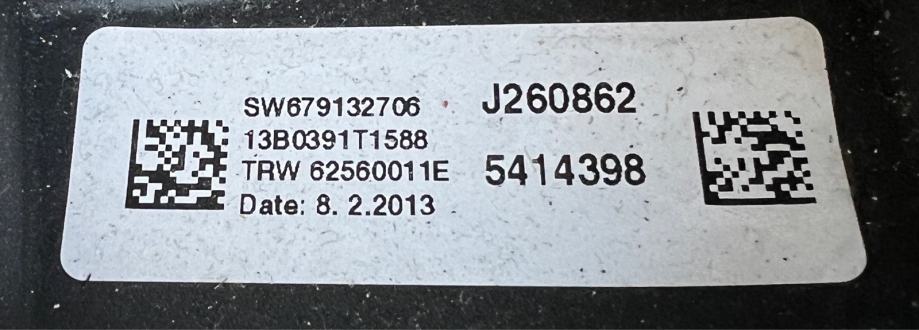 SW679132706
13B0391T1588
TRW 62560011E
Date: 8. 2.2013
J260862
5414398